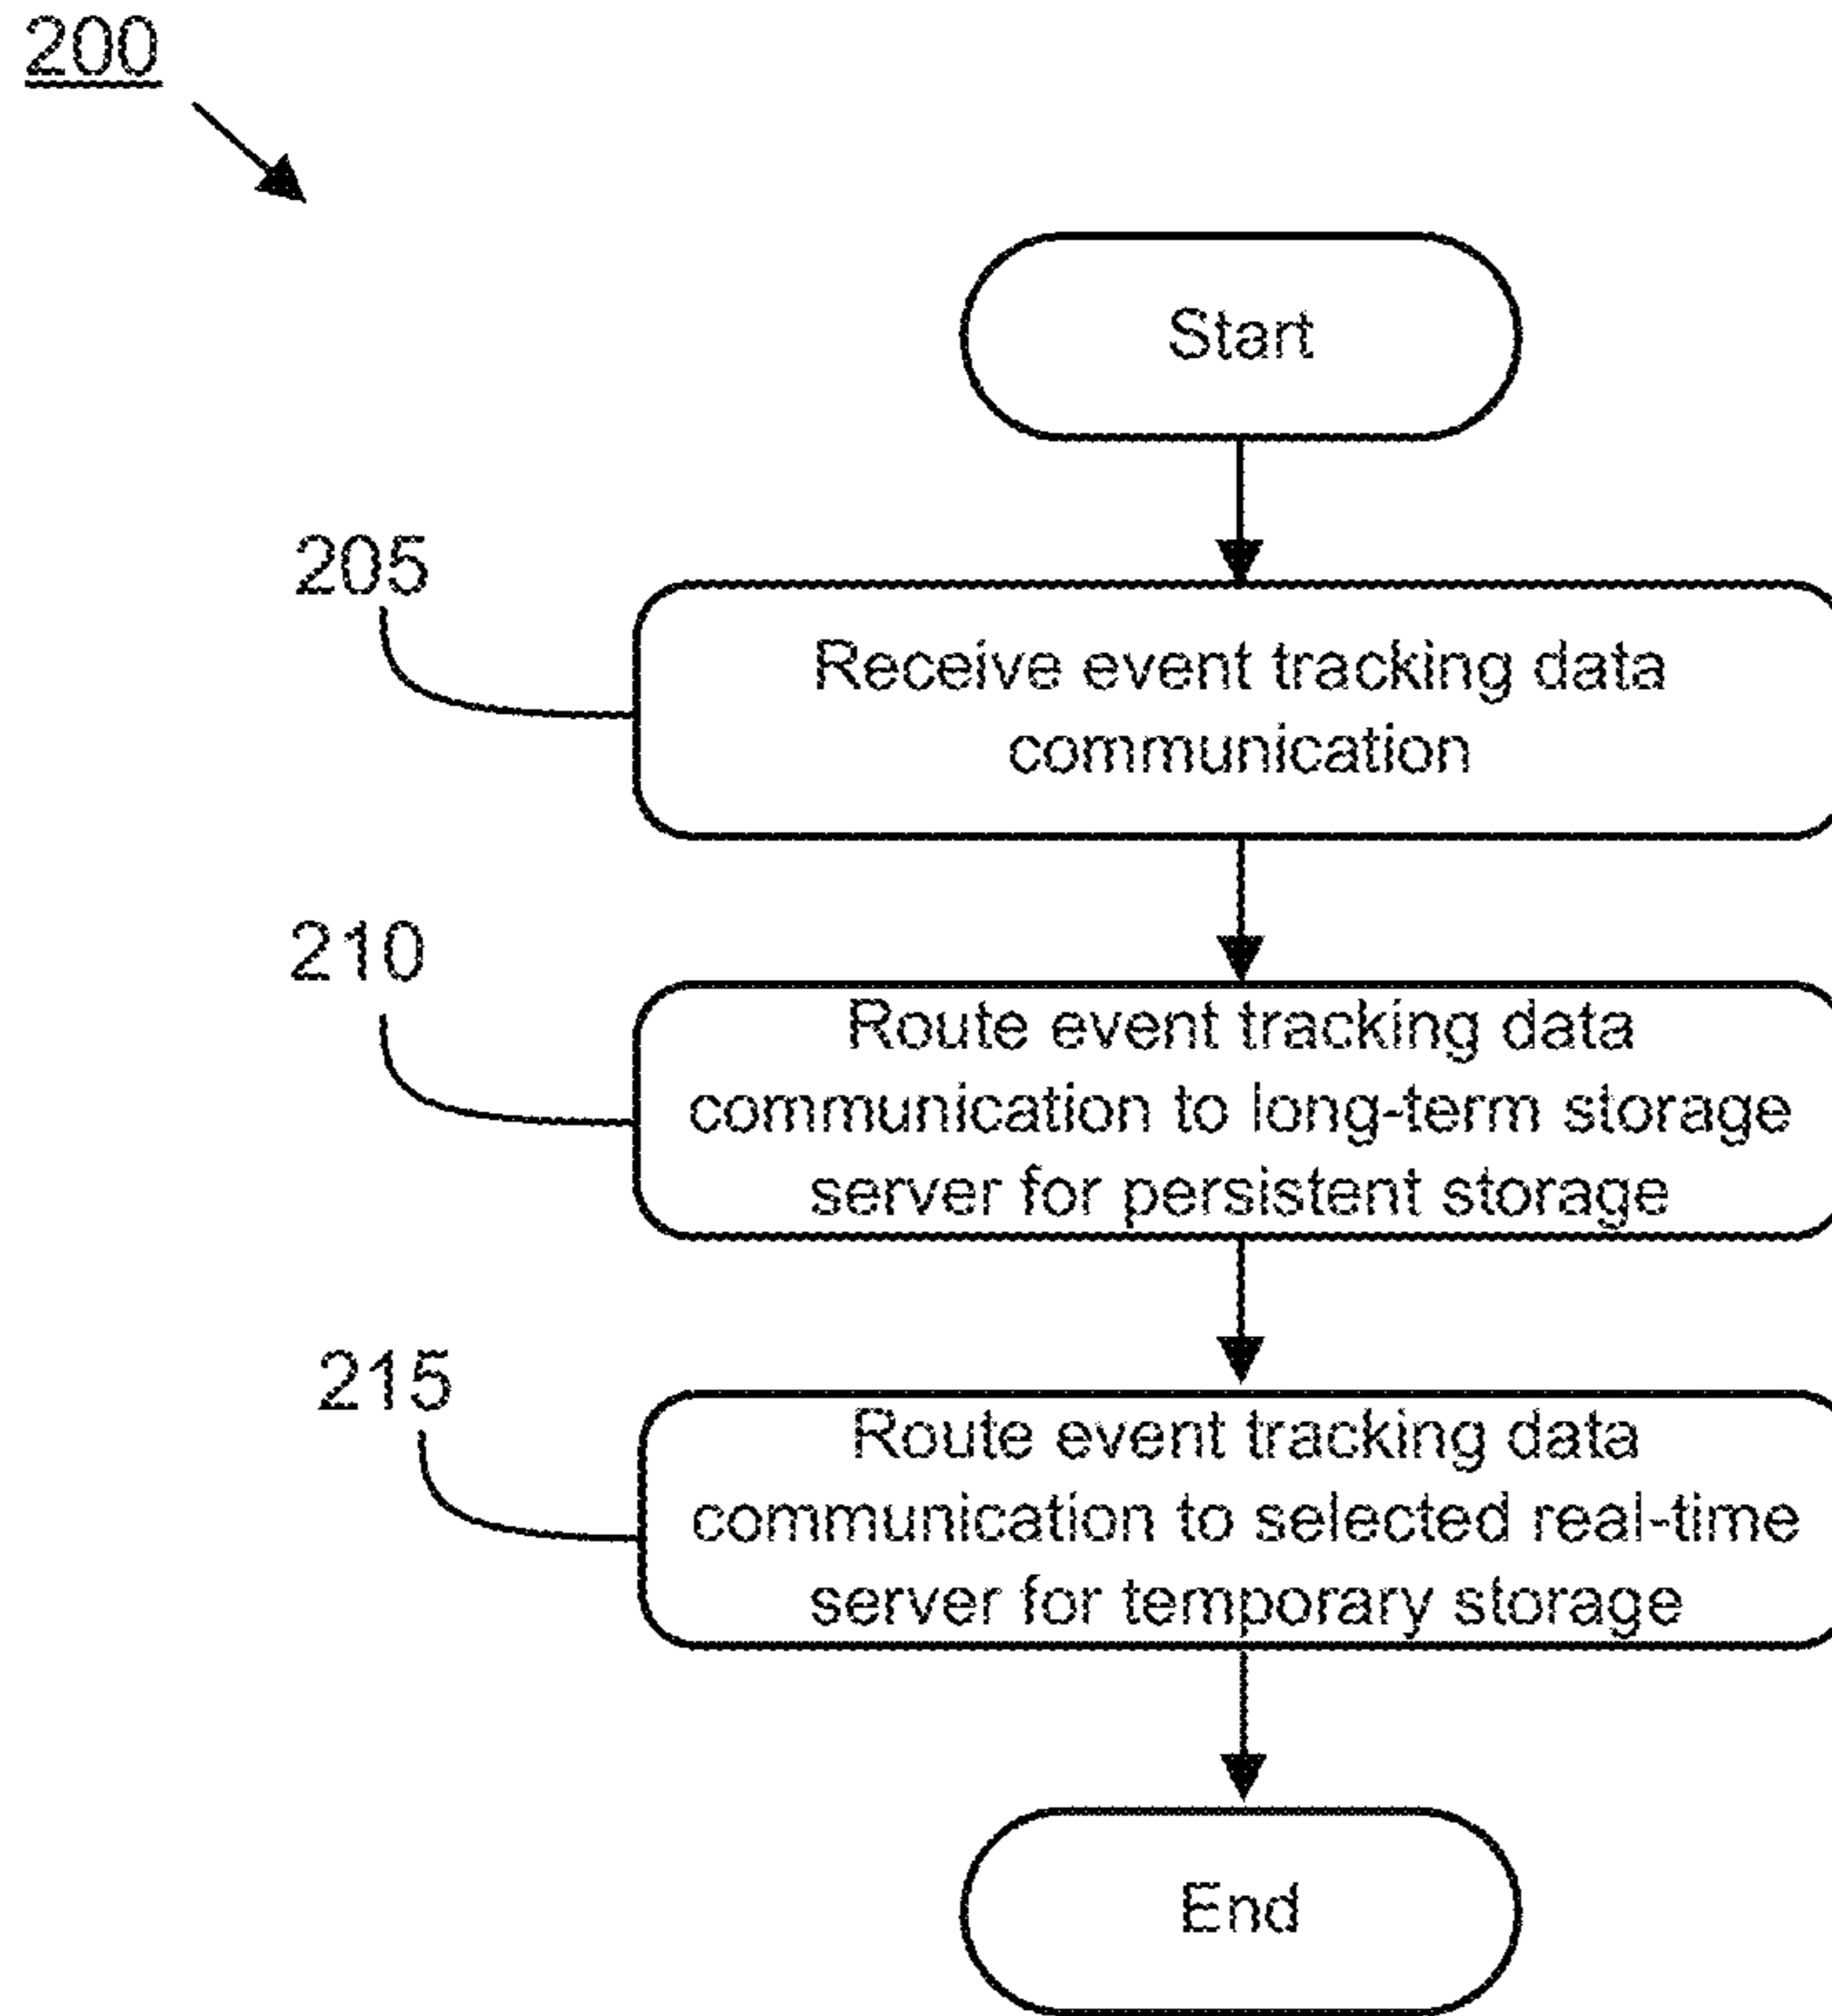 200
Start
205
Receive event tracking data
communication
210
Route event tracking data
communication to long-term storage
server for persistent storage
215
Route event tracking data
communication to selected real-time
server for temporary storage
End